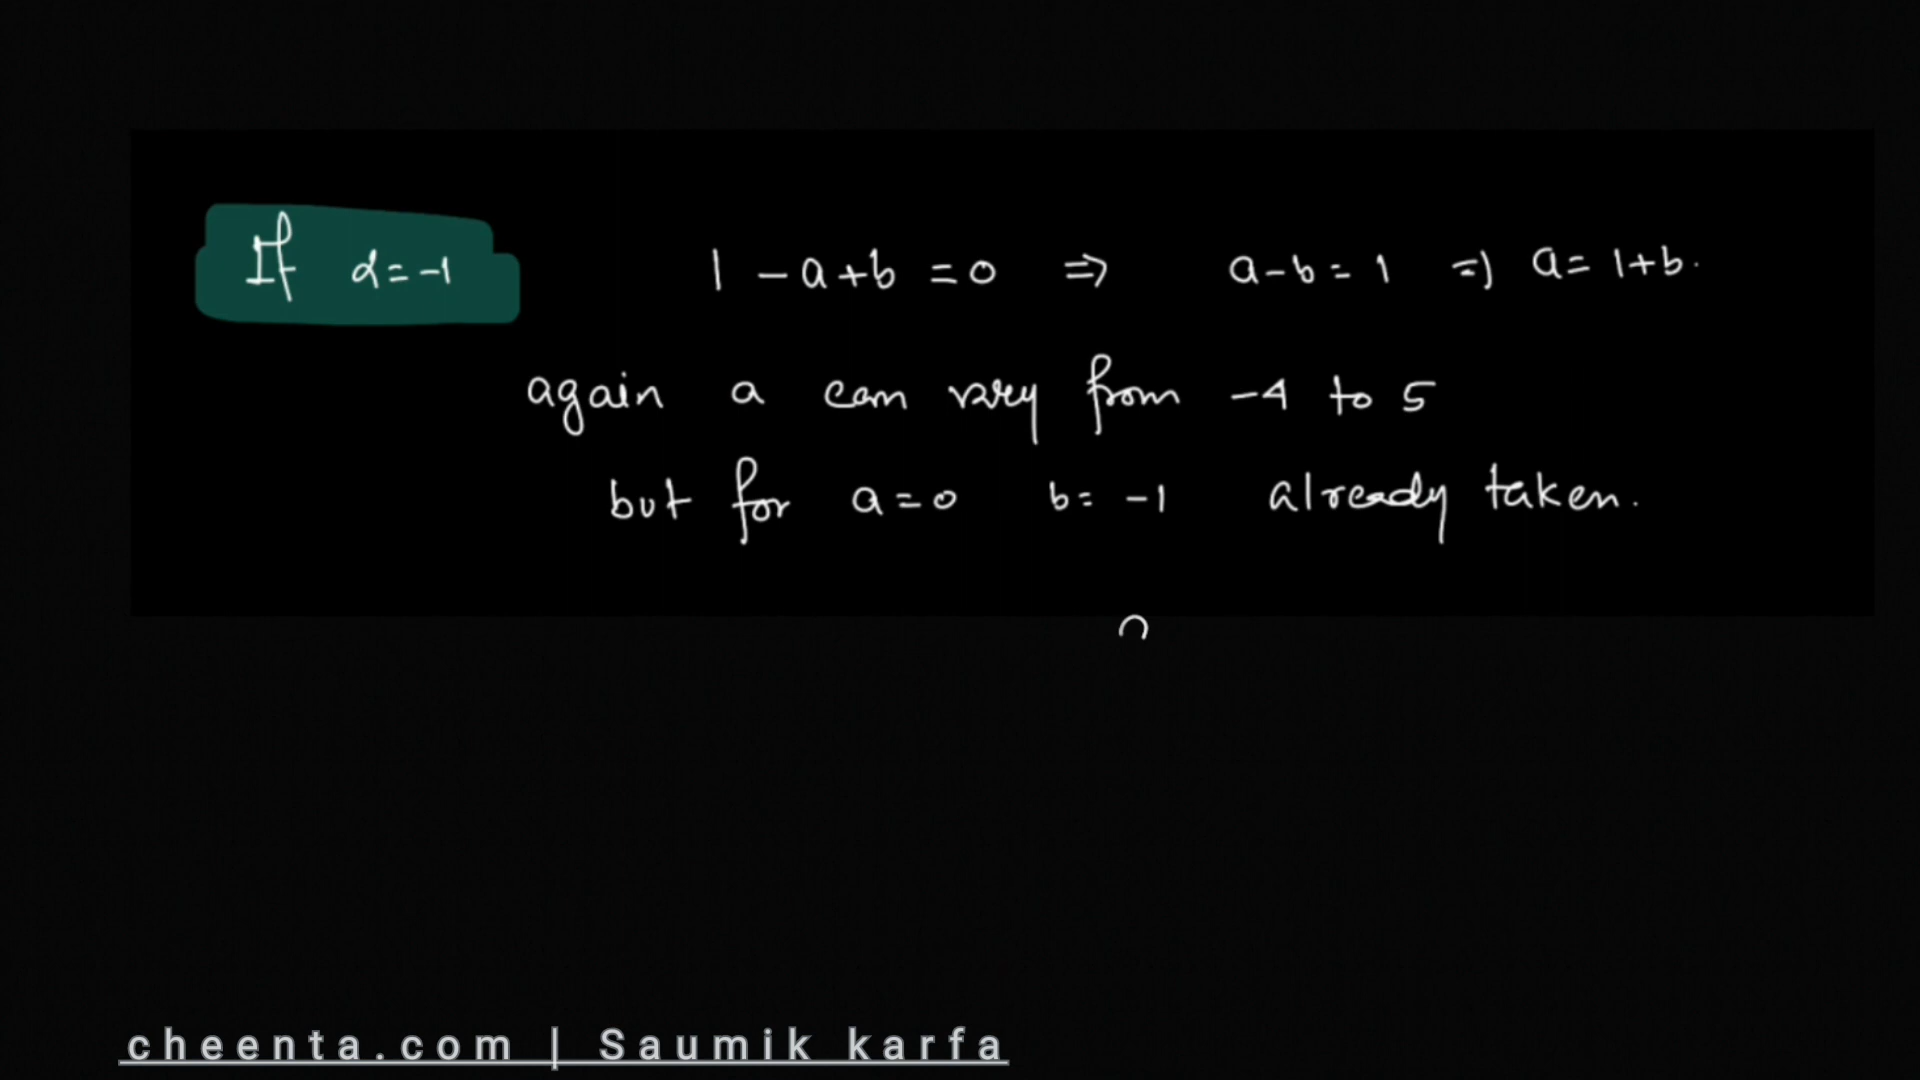 If α=-1 1 - a + b = 0 ⇒ a-b = 1 ⇒ a = 1+b.
again a can vary from -4 to 5
but for a = 0 b = -1 already taken.
cheenta.com | Saumik karfa